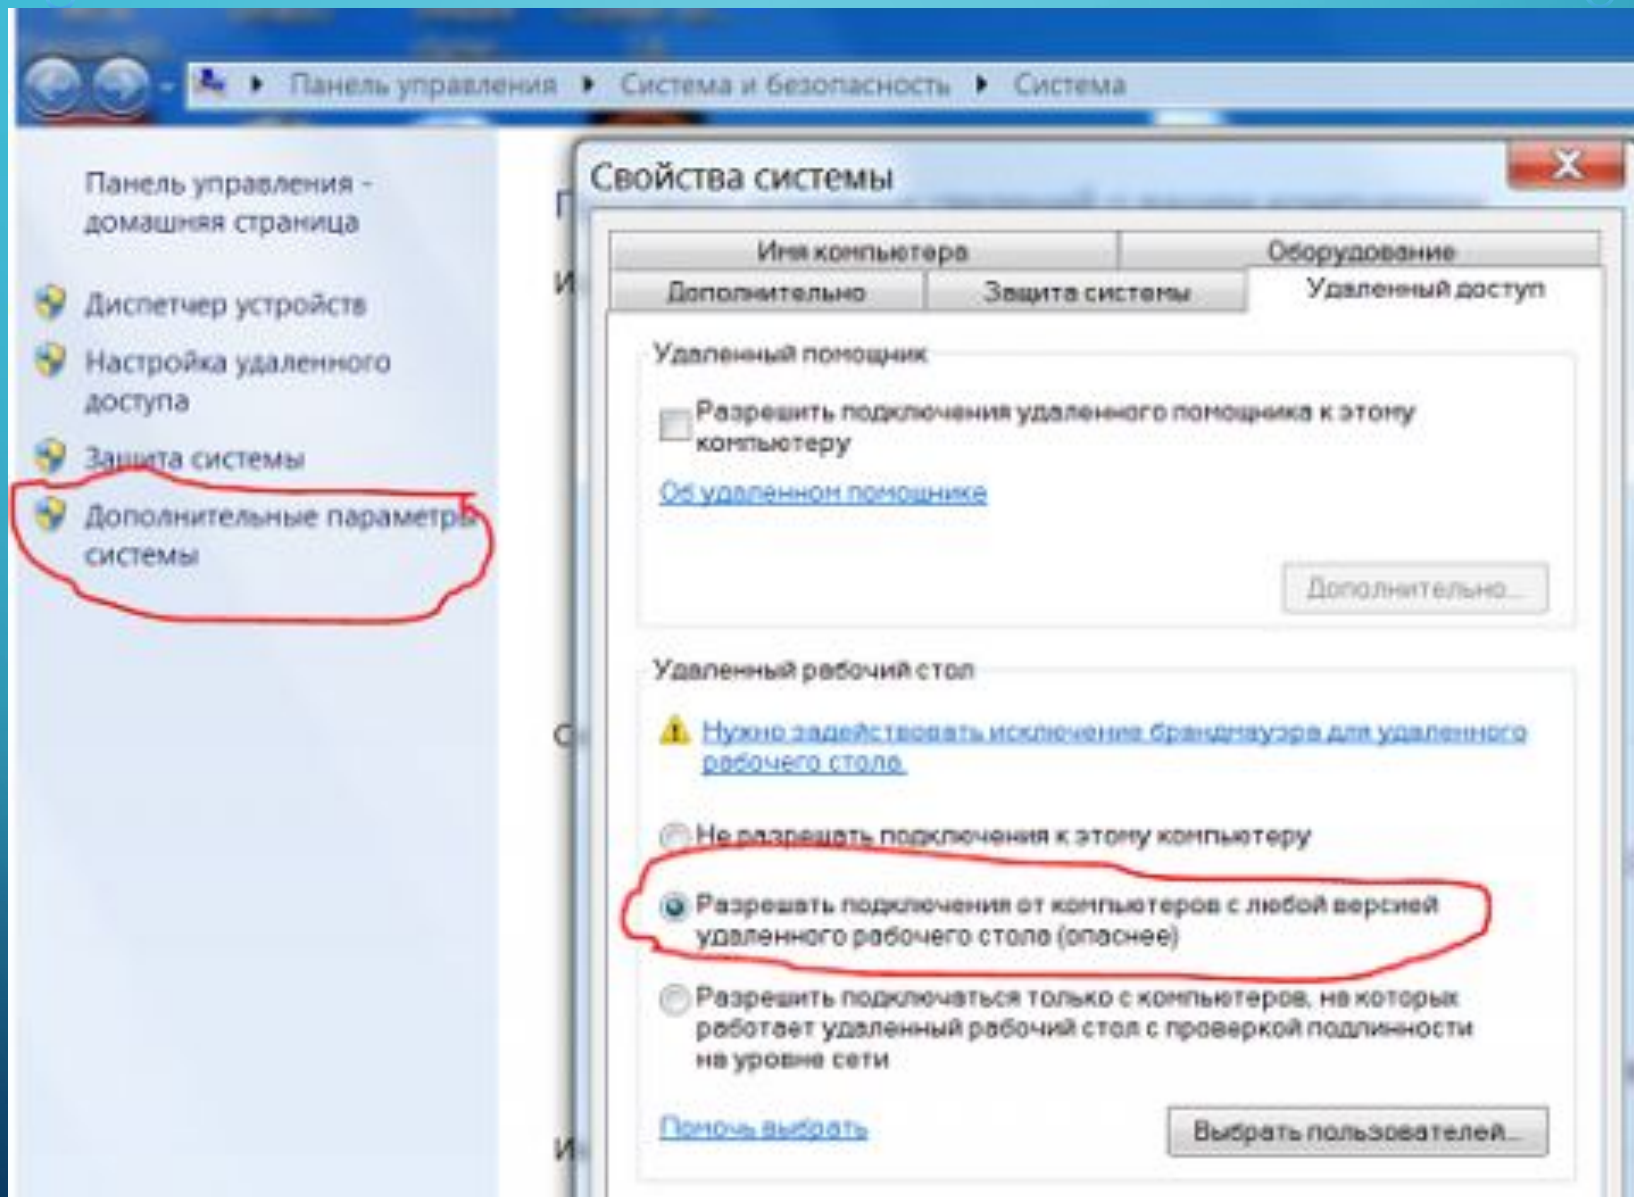 Панель управления ▸ Система и безопасность ▸ Система
Панель управления -
домашняя страница
Диспетчер устройств
Настройка удаленного
доступа
Защита системы
Дополнительные параметры
системы
Свойства системы
Имя компьютера
Оборудование
Дополнительно
Защита системы
Удаленный доступ
Удаленный помощник
Разрешить подключения удаленного помощника к этому
компьютеру
Об удаленном помощнике
Дополнительно...
Удаленный рабочий стол
Нужно задействовать исключение брандмауэра для удаленного
рабочего стола.
Не разрешать подключения к этому компьютеру
Разрешать подключения от компьютеров с любой версией
удаленного рабочего стола (опаснее)
Разрешить подключаться только с компьютеров, на которых
работает удаленный рабочий стол с проверкой подлинности
на уровне сети
Помочь выбрать
Выбрать пользователей...